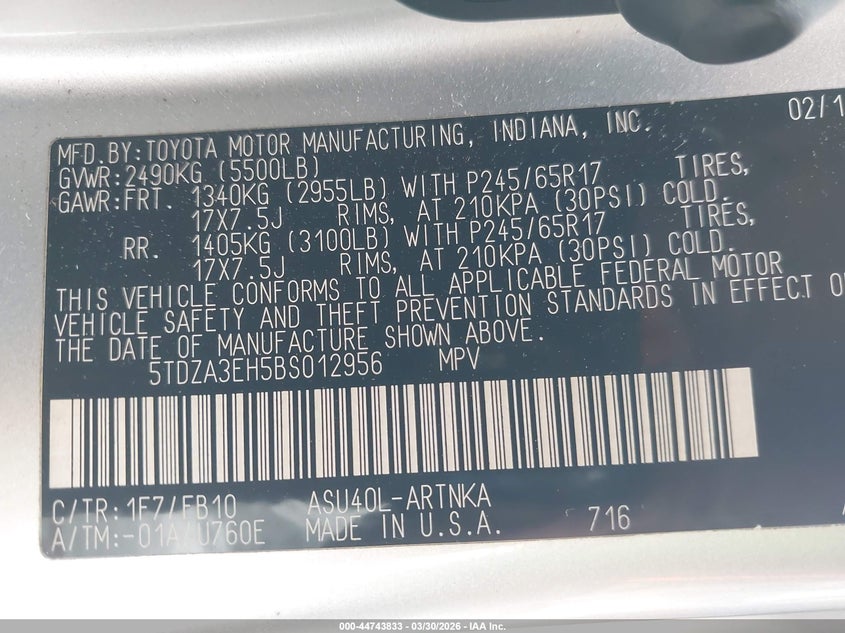 MFD.BY:TOYOTA MOTOR MANUFACTURING, INDIANA, INC. 02/1
GVWR:2490KG (5500LB)
GAWR:FRT. 1340KG (2955LB) WITH P245/65R17 TIRES,
17X7.5J RIMS, AT 210KPA (30PSI) COLD.
RR. 1405KG (3100LB) WITH P245/65R17 TIRES,
17X7.5J RIMS, AT 210KPA (30PSI) COLD.
THIS VEHICLE CONFORMS TO ALL APPLICABLE FEDERAL MOTOR
VEHICLE SAFETY AND THEFT PREVENTION STANDARDS IN EFFECT O
THE DATE OF MANUFACTURE SHOWN ABOVE.
5TDZA3EH5BS012956 MPV
C/TR:1F7/FB10 ASU40L-ARTNKA
A/TM:-01A/U760E MADE IN U.S.A. 716
000-44743833 - 03/30/2026 - IAA Inc.